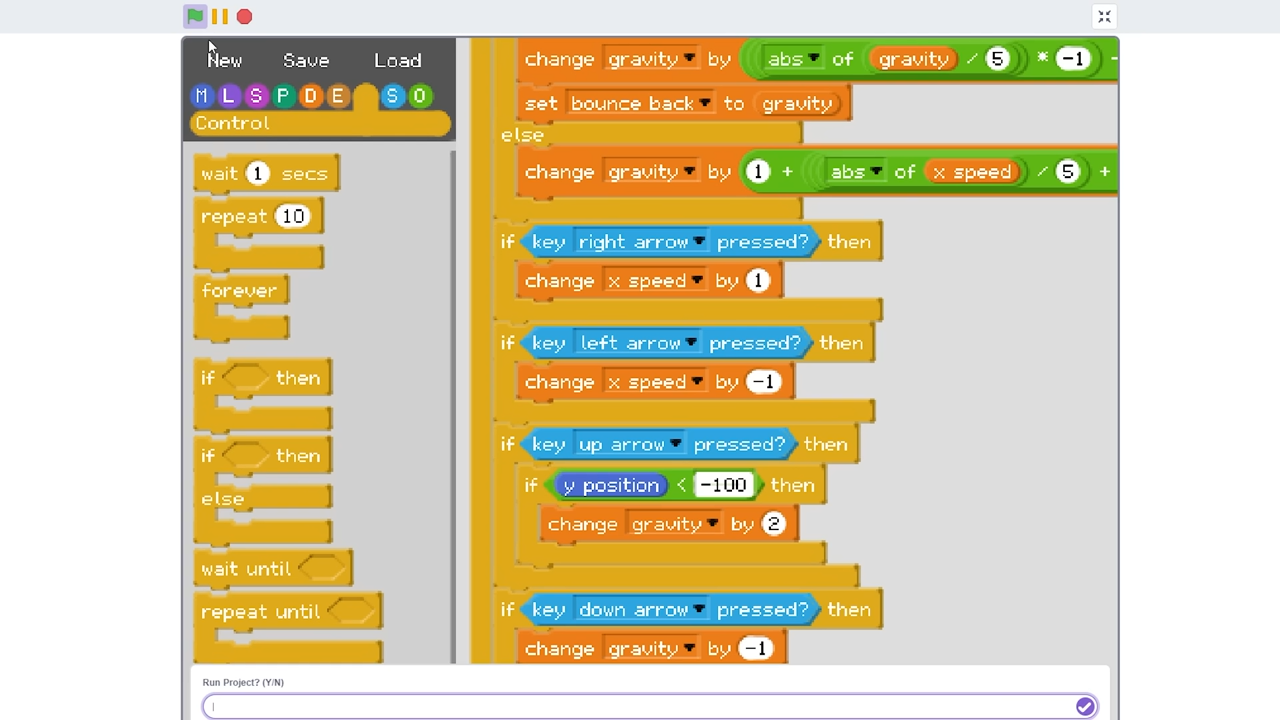 New Save Load
M L S P D E S O
Control
wait 1 secs
repeat 10
forever
if then
if then
else
wait until
repeat until
change gravity by abs of gravity / 5 * -1
set bounce back to gravity
else
change gravity by 1 + abs of x speed / 5 +
if key right arrow pressed? then
change x speed by 1
if key left arrow pressed? then
change x speed by -1
if key up arrow pressed? then
if y position < -100 then
change gravity by 2
if key down arrow pressed? then
change gravity by -1
Run Project? (Y/N)